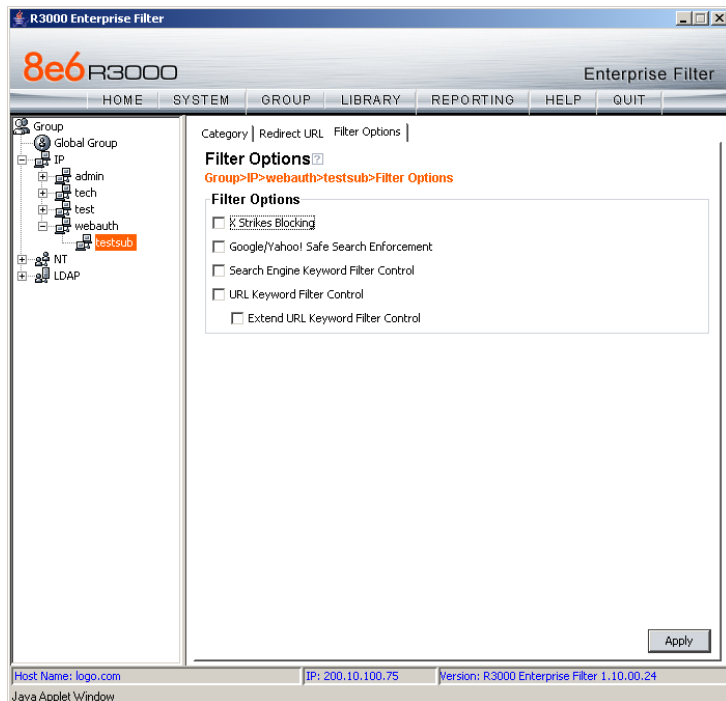 R3000 Enterprise Filter
8e6 R3000
Enterprise Filter
HOME SYSTEM GROUP LIBRARY REPORTING HELP QUIT
Group
Global Group
IP
admin
tech
test
webauth
testsub
NT
LDAP
Category Redirect URL Filter Options
Filter Options ?
Group>IP>webauth>testsub>Filter Options
Filter Options
X Strikes Blocking
Google/Yahoo! Safe Search Enforcement
Search Engine Keyword Filter Control
URL Keyword Filter Control
Extend URL Keyword Filter Control
Apply
Host Name: logo.com IP: 200.10.100.75 Version: R3000 Enterprise Filter 1.10.00.24
Java Applet Window